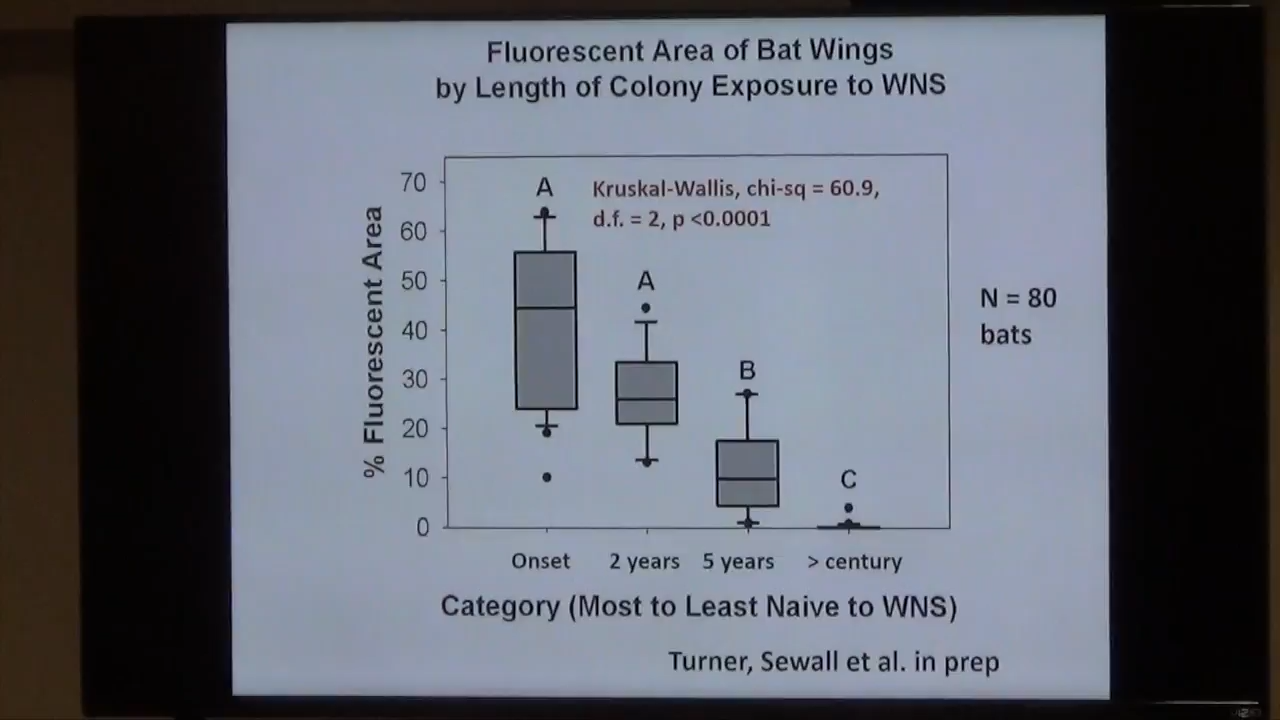 Fluorescent Area of Bat Wings
by Length of Colony Exposure to WNS
70
60
50
40
30
20
10
0
% Fluorescent Area
A
Kruskal-Wallis, chi-sq = 60.9,
d.f. = 2, p <0.0001
A
B
C
N = 80
bats
Onset 2 years 5 years > century
Category (Most to Least Naive to WNS)
Turner, Sewall et al. in prep